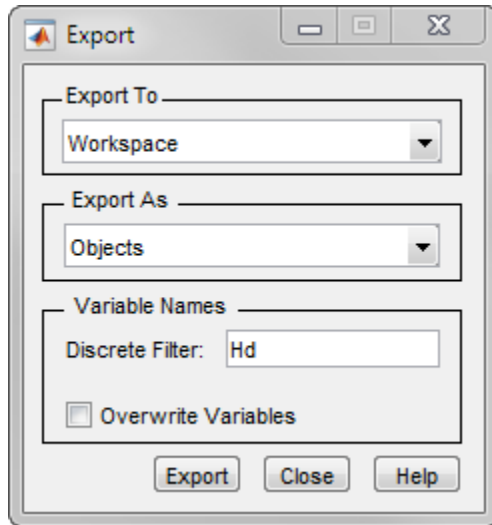 Export
Export To
Workspace
Export As
Objects
Variable Names
Discrete Filter: Hd
Overwrite Variables
Export Close Help